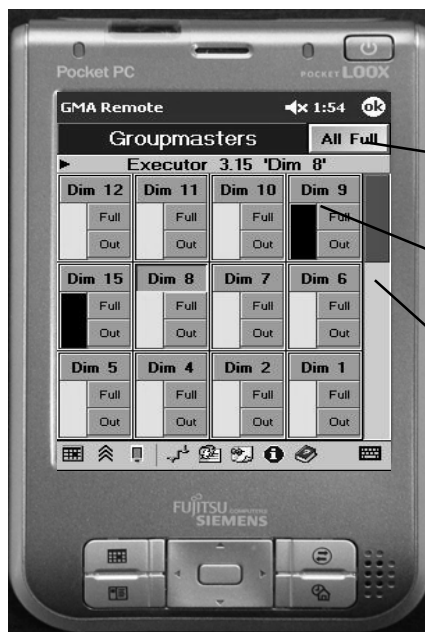 Pocket PC
POCKET LOOX
GMA Remote 1:54 ok
Groupmasters All Full
Executor 3.15 'Dim 8'
Dim 12 Dim 11 Dim 10 Dim 9
Full Full Full Full
Out Out Out Out
Dim 15 Dim 8 Dim 7 Dim 6
Full Full Full Full
Out Out Out Out
Dim 5 Dim 4 Dim 2 Dim 1
Full Full Full Full
Out Out Out Out
FUJITSU COMPUTERS
SIEMENS